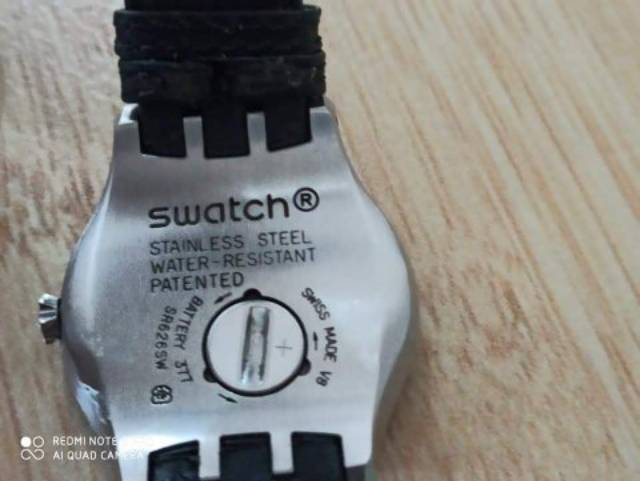 swatch®
STAINLESS STEEL
WATER-RESISTANT
PATENTED
BATTERY 377
SR626SW
SWISS MADE V8
+
REDMI NOTE
AI QUAD CAMERA